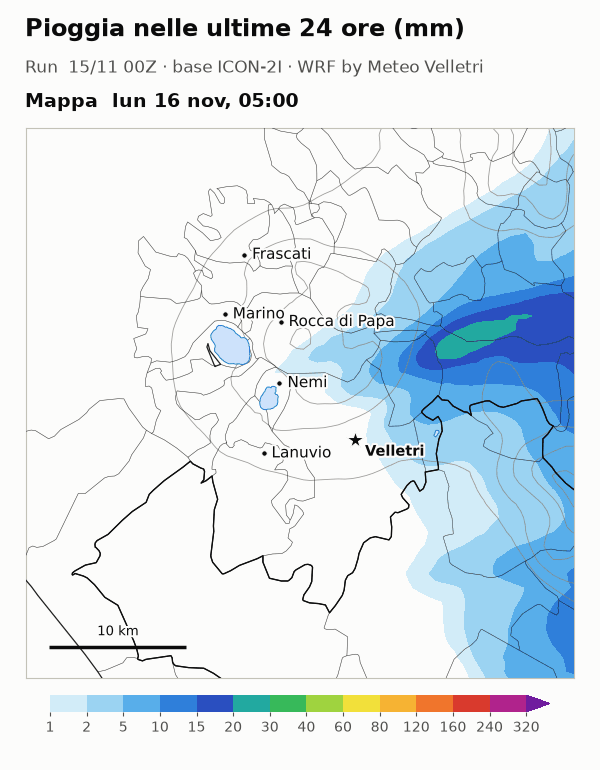 Pioggia nelle ultime 24 ore (mm)
Run  15/11 00Z · base ICON-2I · WRF by Meteo Velletri
Mappa  lun 16 nov, 05:00
Frascati
Marino
Rocca di Papa
Nemi
Velletri
Lanuvio
10 km
1 2 5 10 15 20 30 40 60 80 120 160 240 320